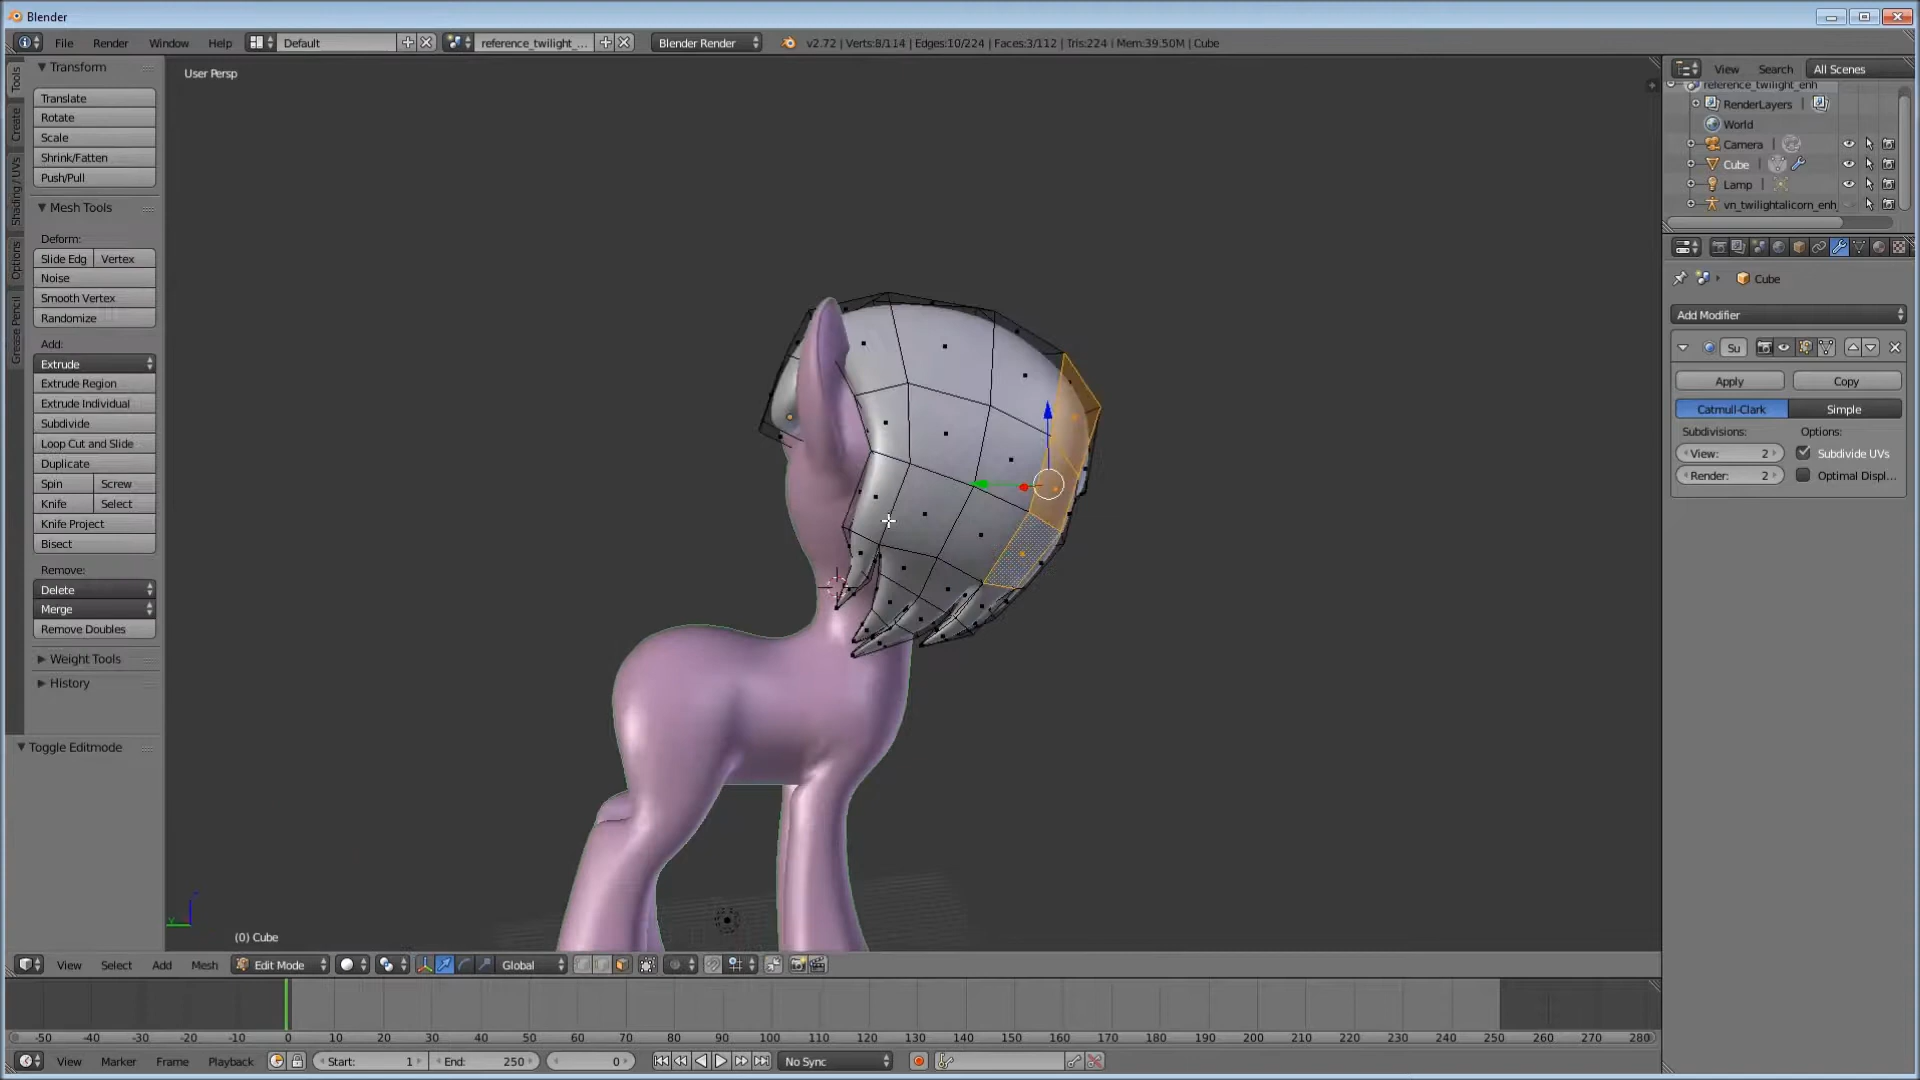 Blender
File Render Window Help Default reference_twilight_... Blender Render v2.72 | Verts:8/114 | Edges:10/224 | Faces:3/112 | Tris:224 | Mem:39.50M | Cube
Tools
Create
Shading / UVs
Options
Grease Pencil
Transform
Translate
Rotate
Scale
Shrink/Fatten
Push/Pull
Mesh Tools
Deform:
Slide Edg Vertex
Noise
Smooth Vertex
Randomize
Add:
Extrude
Extrude Region
Extrude Individual
Subdivide
Loop Cut and Slide
Duplicate
Spin Screw
Knife Select
Knife Project
Bisect
Remove:
Delete
Merge
Remove Doubles
Weight Tools
History
Toggle Editmode
User Persp
(0) Cube
View Search All Scenes
reference_twilight_enh
RenderLayers
World
Camera
Cube
Lamp
vn_twilightalicorn_enh
Cube
Add Modifier
Su
Apply Copy
Catmull-Clark Simple
Subdivisions: Options:
View: 2 Subdivide UVs
Render: 2 Optimal Displ...
View Select Add Mesh Edit Mode Global
-50 -40 -30 -20 -10 0 10 20 30 40 50 60 70 80 90 100 110 120 130 140 150 160 170 180 190 200 210 220 230 240 250 260 270 280
View Marker Frame Playback Start: 1 End: 250 0 No Sync